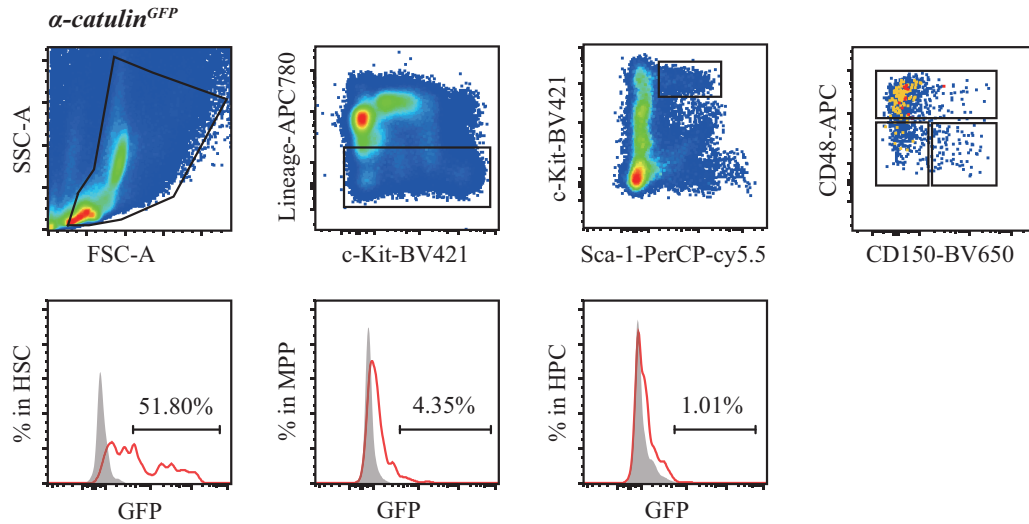 α-catulinGFP
SSC-A
FSC-A
Lineage-APC780
c-Kit-BV421
c-Kit-BV421
Sca-1-PerCP-cy5.5
CD48-APC
CD150-BV650
% in HSC
51.80%
GFP
% in MPP
4.35%
GFP
% in HPC
1.01%
GFP